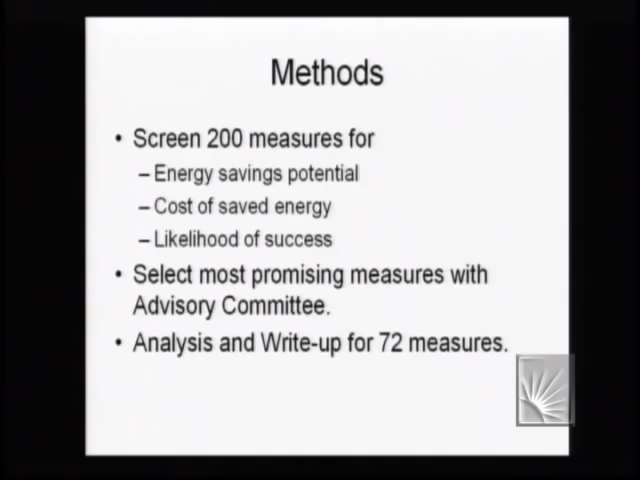 Methods
• Screen 200 measures for
– Energy savings potential
– Cost of saved energy
– Likelihood of success
• Select most promising measures with
Advisory Committee.
• Analysis and Write-up for 72 measures.